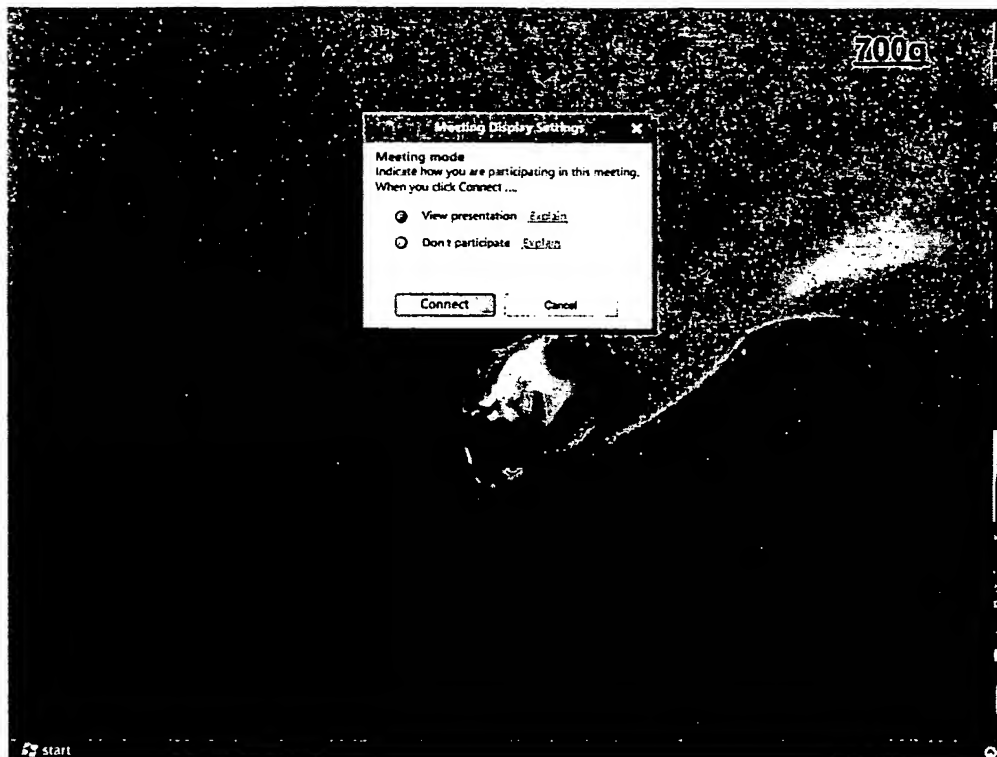 700a
Meeting Display Settings
Meeting mode
Indicate how you are participating in this meeting.
When you click Connect ....
View presentation Explain
Don't participate Explain
Connect Cancel
start